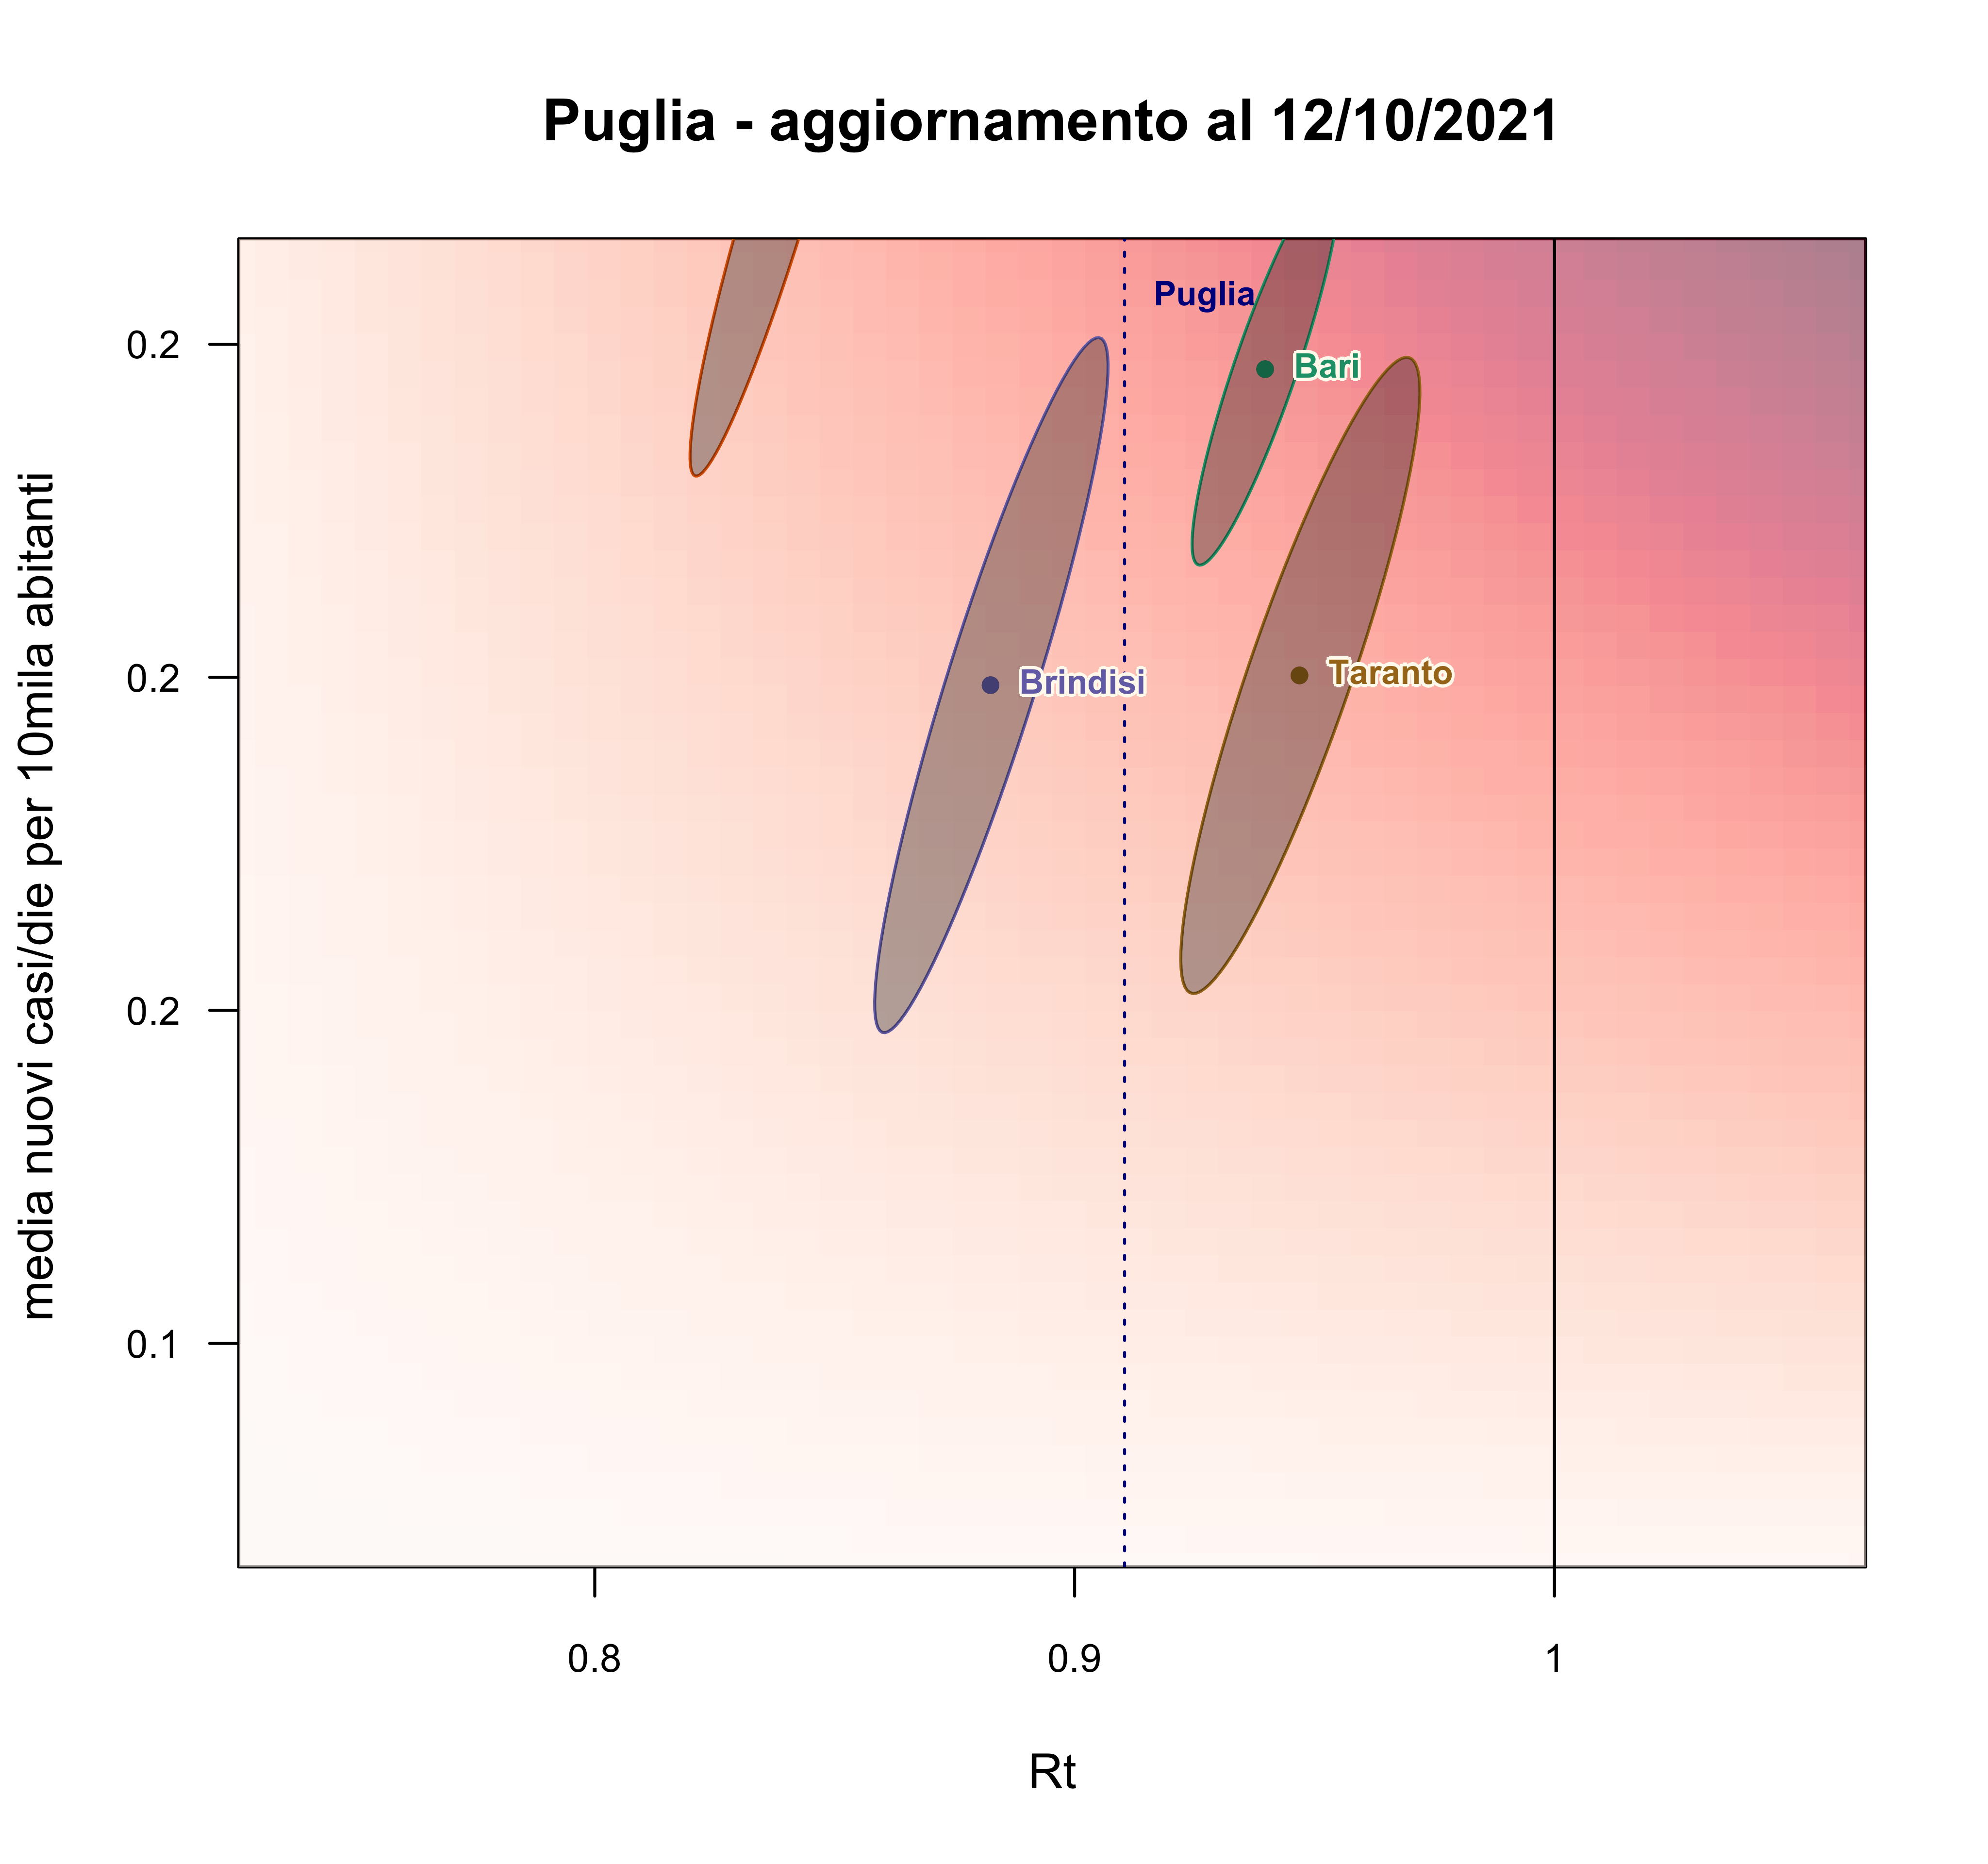 Puglia - aggiornamento al 12/10/2021
media nuovi casi/die per 10mila abitanti
0.2
0.2
0.2
0.1
Puglia
Bari
Brindisi
Taranto
0.8
0.9
1
Rt